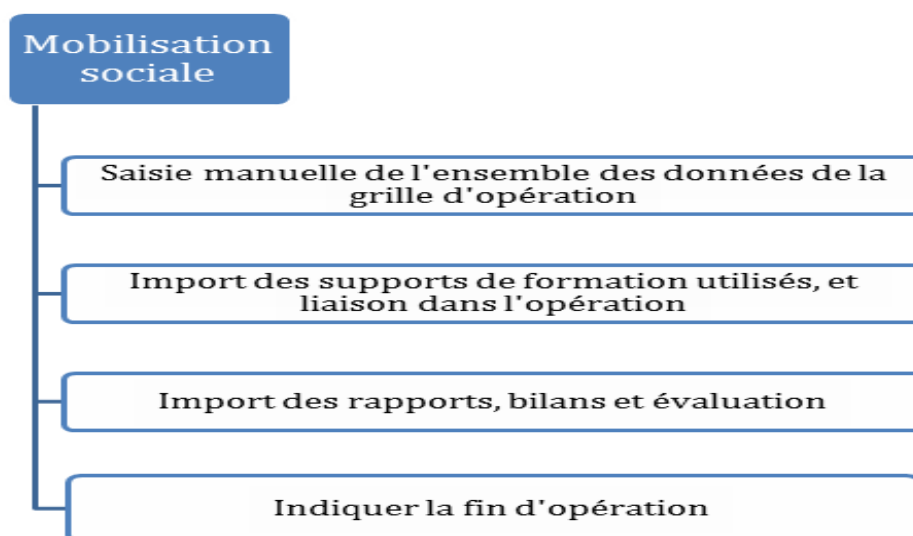 Mobilisation
sociale
Saisie manuelle de l'ensemble des données de la
grille d'opération
Import des supports de formation utilisés, et
liaison dans l'opération
Import des rapports, bilans et évaluation
Indiquer la fin d'opération